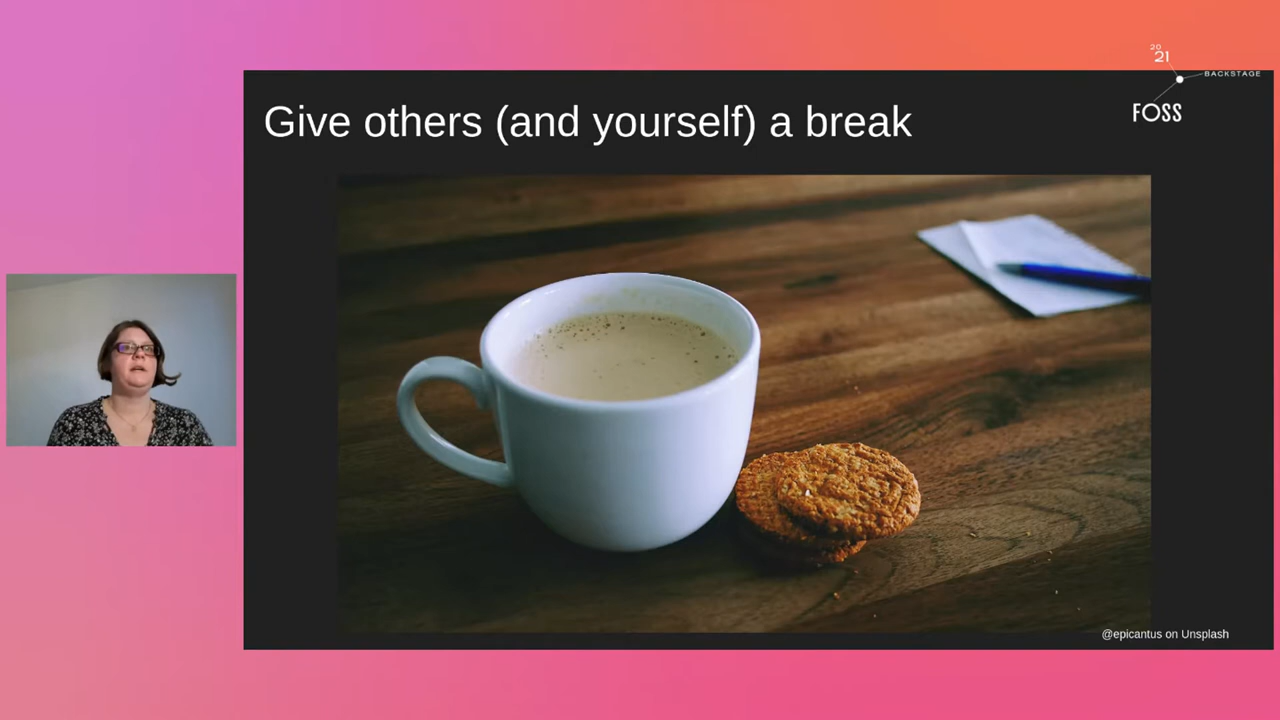 Give others (and yourself) a break
20
21
BACKSTAGE
FOSS
@epicantus on Unsplash